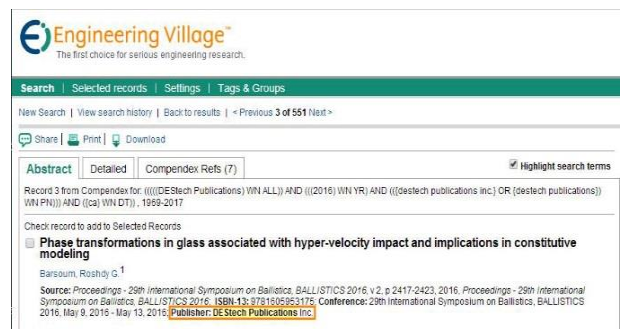 Engineering Village™
The first choice for serious engineering research.
Search | Selected records | Settings | Tags & Groups
New Search | View search history | Back to results | < Previous 3 of 551 Next >
Share | Print | Download
Abstract Detailed Compendex Refs (7) Highlight search terms
Record 3 from Compendex for: (((((DEStech Publications) WN ALL)) AND (((2016) WN YR) AND (({destech publications inc.} OR {destech publications}) WN PN))) AND ({ca} WN DT)) , 1969-2017
Check record to add to Selected Records
Phase transformations in glass associated with hyper-velocity impact and implications in constitutive
modeling
Barsoum, Roshdy G.1
Source: Proceedings - 29th International Symposium on Ballistics, BALLISTICS 2016, v 2, p 2417-2423, 2016, Proceedings - 29th International
Symposium on Ballistics, BALLISTICS 2016; ISBN-13: 9781605953175; Conference: 29th International Symposium on Ballistics, BALLISTICS
2016, May 9, 2016 - May 13, 2016; Publisher: DEStech Publications Inc.